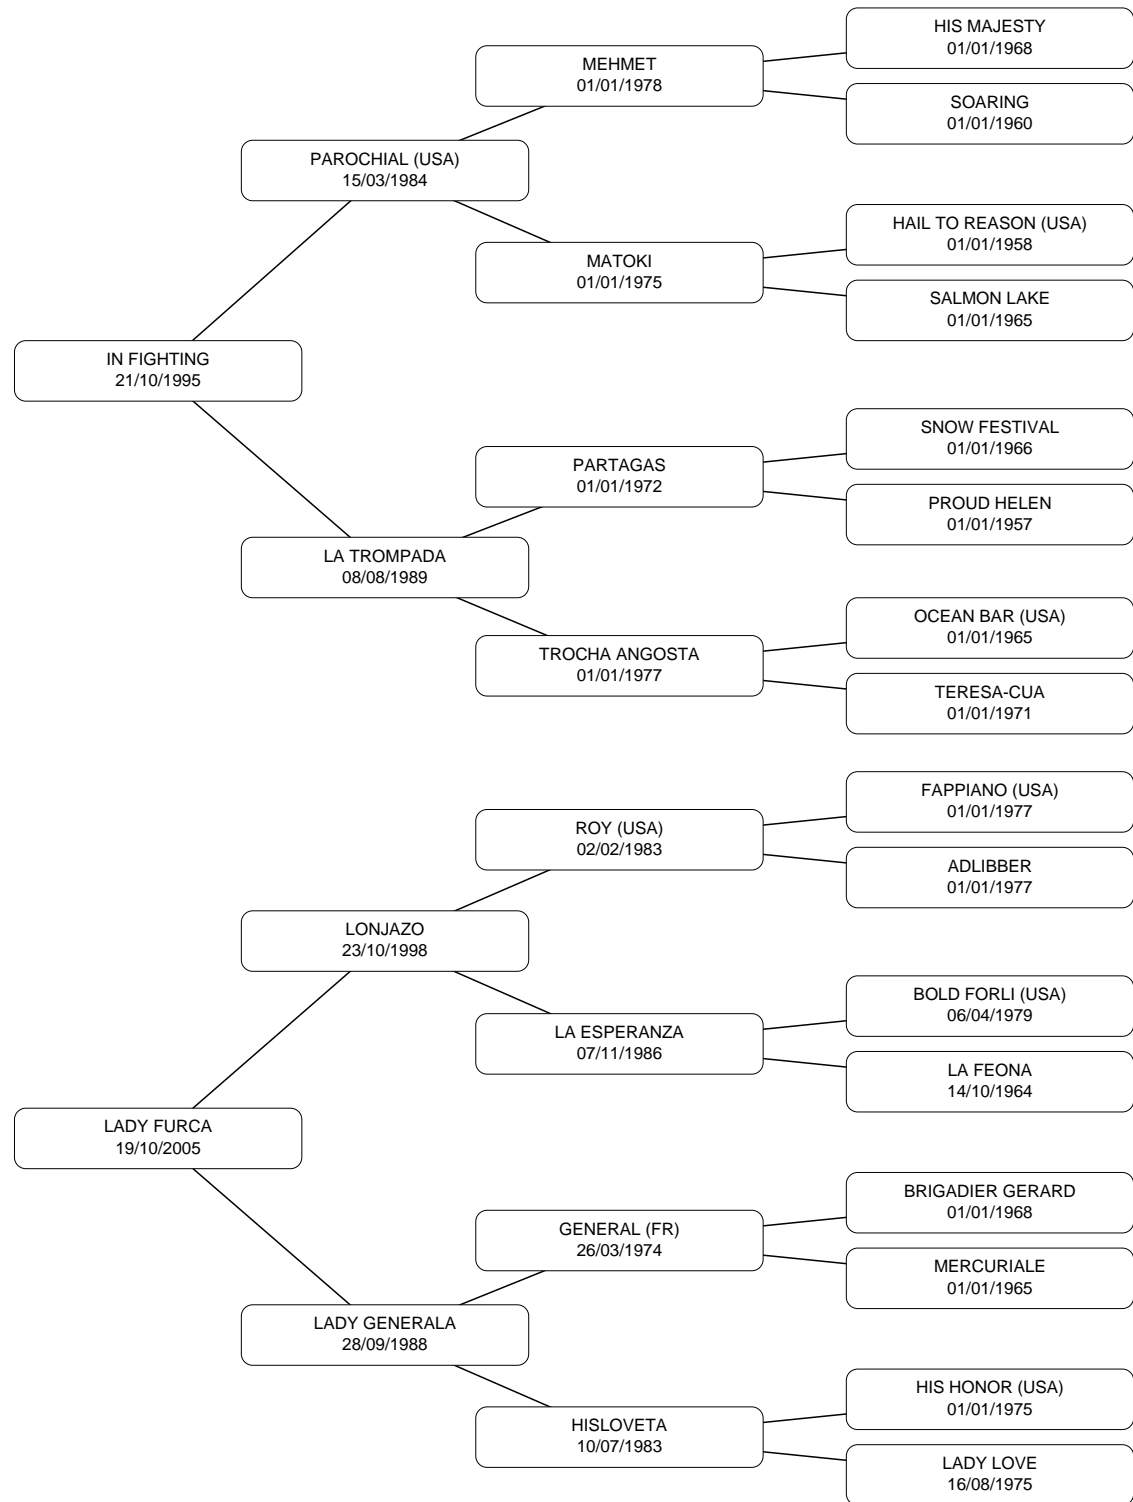 HIS MAJESTY
01/01/1968
MEHMET
01/01/1978
SOARING
01/01/1960
PAROCHIAL (USA)
15/03/1984
HAIL TO REASON (USA)
01/01/1958
MATOKI
01/01/1975
SALMON LAKE
01/01/1965
IN FIGHTING
21/10/1995
SNOW FESTIVAL
01/01/1966
PARTAGAS
01/01/1972
PROUD HELEN
01/01/1957
LA TROMPADA
08/08/1989
OCEAN BAR (USA)
01/01/1965
TROCHA ANGOSTA
01/01/1977
TERESA-CUA
01/01/1971
FAPPIANO (USA)
01/01/1977
ROY (USA)
02/02/1983
ADLIBBER
01/01/1977
LONJAZO
23/10/1998
BOLD FORLI (USA)
06/04/1979
LA ESPERANZA
07/11/1986
LA FEONA
14/10/1964
LADY FURCA
19/10/2005
BRIGADIER GERARD
01/01/1968
GENERAL (FR)
26/03/1974
MERCURIALE
01/01/1965
LADY GENERALA
28/09/1988
HIS HONOR (USA)
01/01/1975
HISLOVETA
10/07/1983
LADY LOVE
16/08/1975